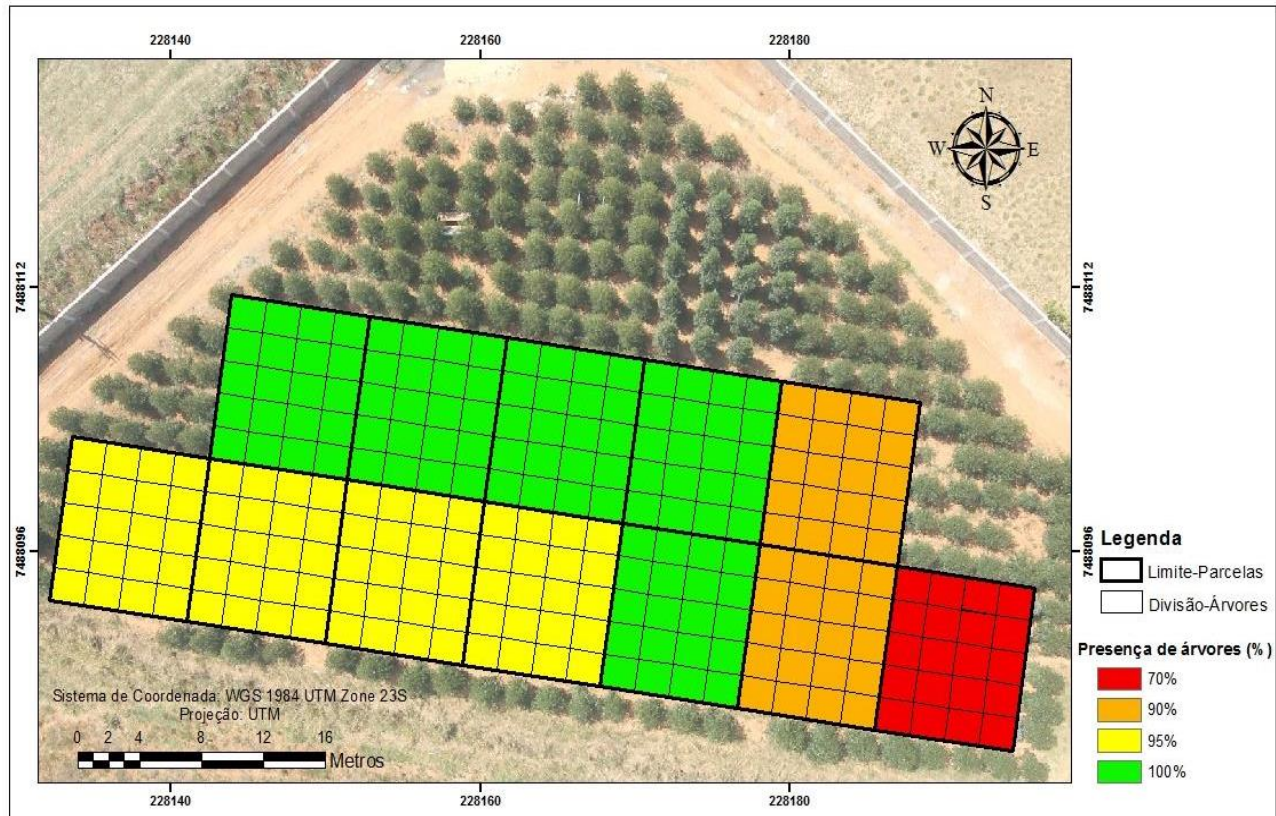 228140 228160 228180
N
W E
S
7488112 7488112
7488096 7488096
Legenda
Limite-Parcelas
Divisão-Árvores
Presença de árvores (%)
70%
90%
95%
100%
Sistema de Coordenada: WGS 1984 UTM Zone 23S
Projeção: UTM
0 2 4 8 12 16
Metros
228140 228160 228180